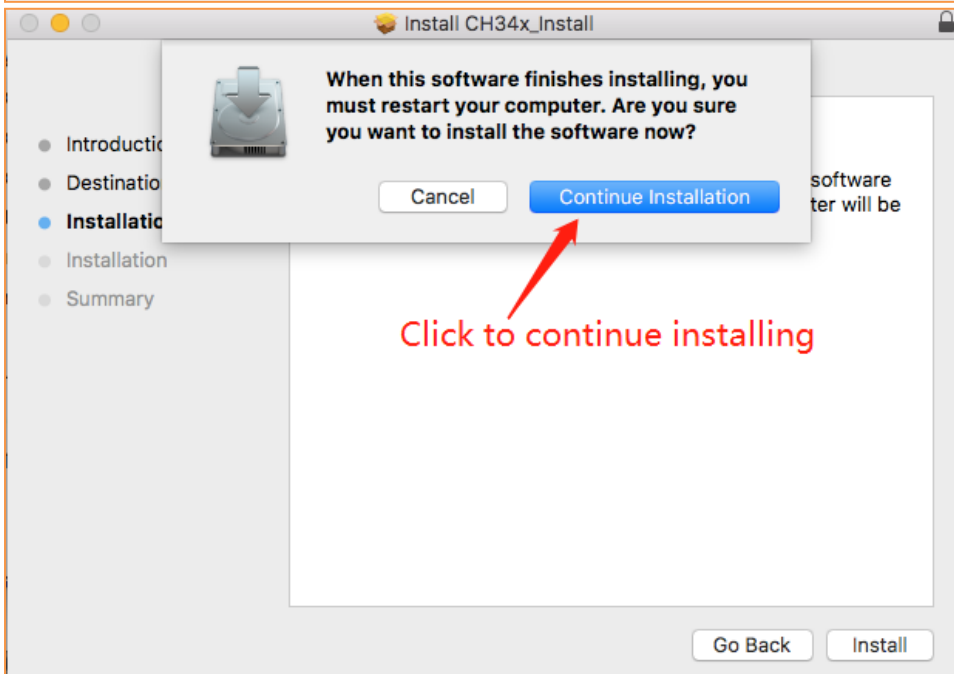 Install CH34x_Install
When this software finishes installing, you
must restart your computer. Are you sure
you want to install the software now?
Cancel
Continue Installation
software
ter will be
Introductio
Destinatio
Installatio
Installation
Summary
Click to continue installing
Go Back
Install